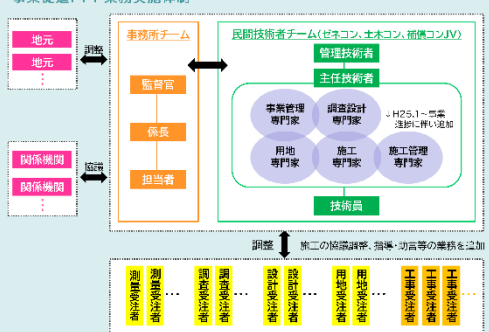 事業促進PPP業務実施体制
地元
地元
調整
関係機関
関係機関
協議
事務所チーム
監督官
係長
担当者
民間技術者チーム(ゼネコン、土木コン、補償コンJV)
管理技術者
主任技術者
事業管理
専門家
調査設計
専門家
↓H25.1~事業
進捗に伴い追加
用地
専門家
施工
専門家
施工管理
専門家
技術員
調整
施工の協議調整、指導・助言等の業務を追加
測量受注者
測量受注者
…
調査受注者
調査受注者
…
設計受注者
設計受注者
…
用地受注者
用地受注者
…
工事受注者
工事受注者
工事受注者
…